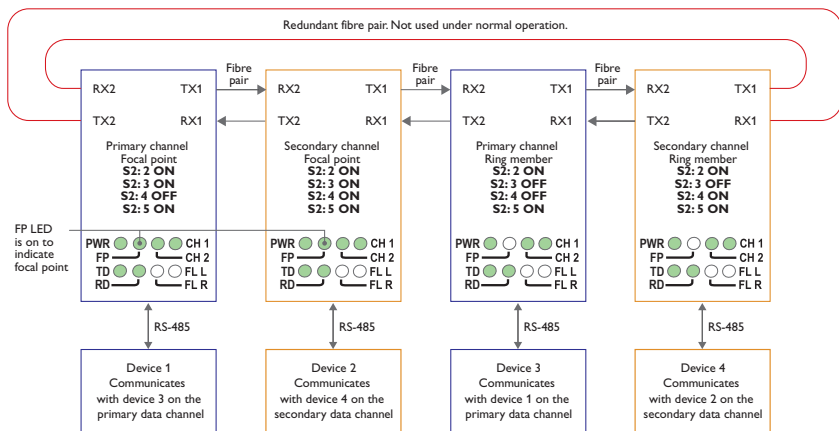 Redundant fibre pair. Not used under normal operation.
Fibre
pair
Fibre
pair
Fibre
pair
RX2 TX1
TX2 RX1
Primary channel
Focal point
S2: 2 ON
S2: 3 ON
S2: 4 OFF
S2: 5 ON
PWR CH 1
FP CH 2
TD FL L
RD FL R
RX2 TX1
TX2 RX1
Secondary channel
Focal point
S2: 2 ON
S2: 3 ON
S2: 4 ON
S2: 5 ON
PWR CH 1
FP CH 2
TD FL L
RD FL R
RX2 TX1
TX2 RX1
Primary channel
Ring member
S2: 2 ON
S2: 3 OFF
S2: 4 OFF
S2: 5 ON
PWR CH 1
FP CH 2
TD FL L
RD FL R
RX2 TX1
TX2 RX1
Secondary channel
Ring member
S2: 2 ON
S2: 3 OFF
S2: 4 ON
S2: 5 ON
PWR CH 1
FP CH 2
TD FL L
RD FL R
FP LED
is on to
indicate
focal point
RS-485
RS-485
RS-485
RS-485
Device 1
Communicates
with device 3 on the
primary data channel
Device 2
Communicates
with device 4 on the
secondary data channel
Device 3
Communicates
with device 1 on the
primary data channel
Device 4
Communicates
with device 2 on the
secondary data channel